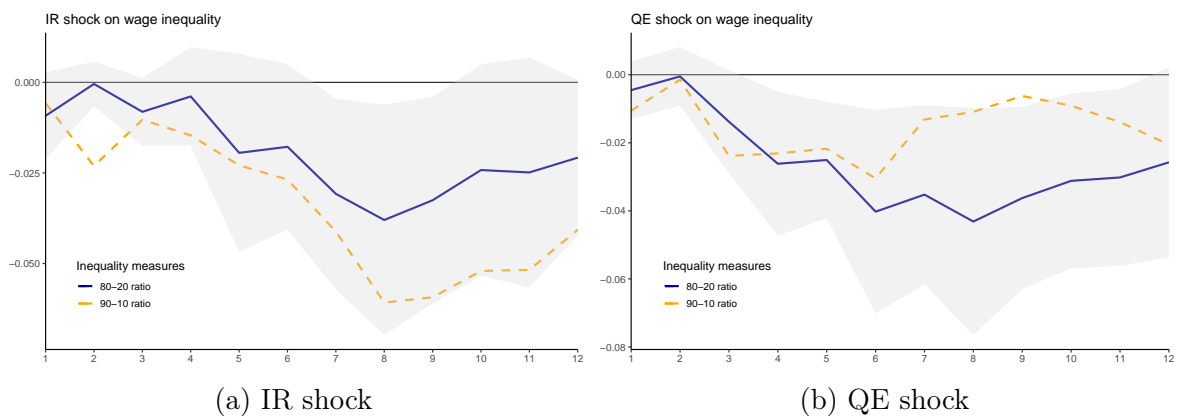 IR shock on wage inequality
0.000
−0.025
−0.050
Inequality measures
80−20 ratio
90−10 ratio
1 2 3 4 5 6 7 8 9 10 11 12
(a) IR shock
QE shock on wage inequality
0.00
−0.02
−0.04
−0.06
−0.08
Inequality measures
80−20 ratio
90−10 ratio
1 2 3 4 5 6 7 8 9 10 11 12
(b) QE shock